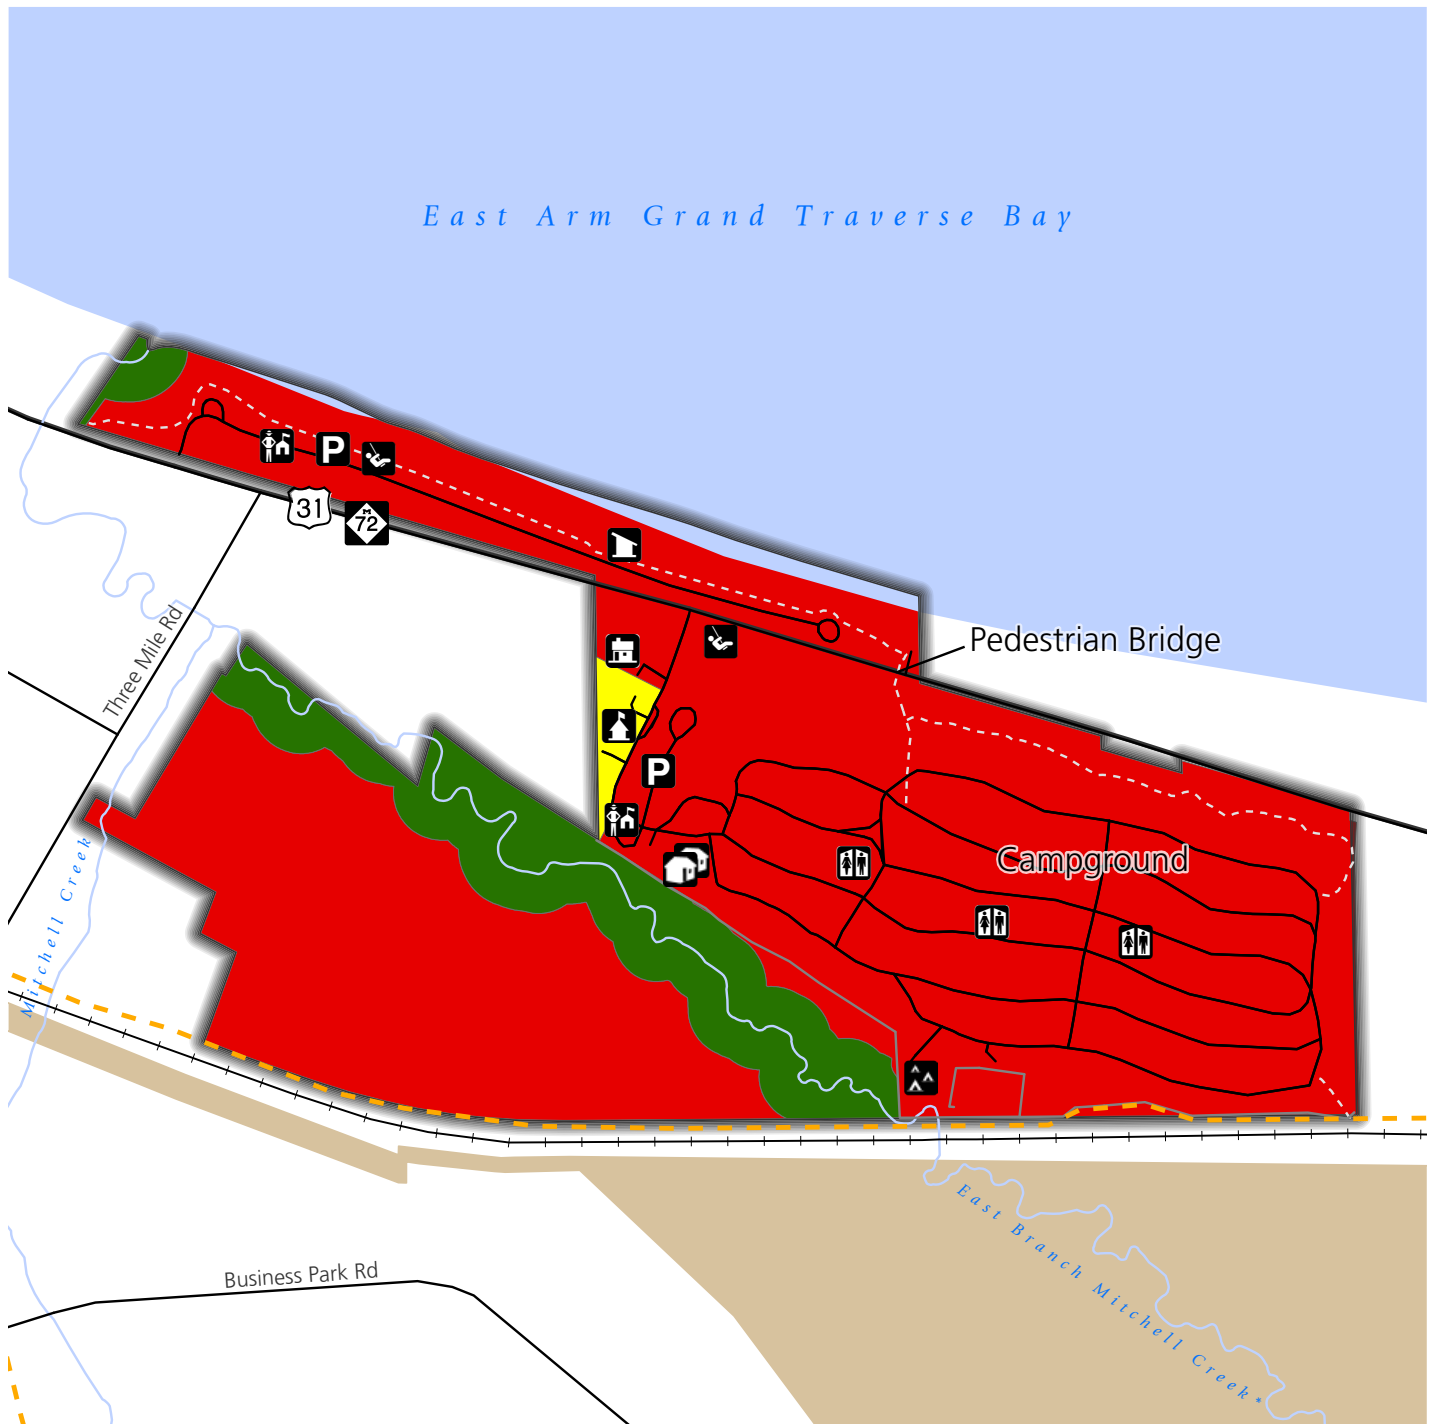 East Arm Grand Traverse Bay
P
31
M
72
Three Mile Rd
Pedestrian Bridge
P
Campground
Mitchell Creek
East Branch Mitchell Creek*
Business Park Rd